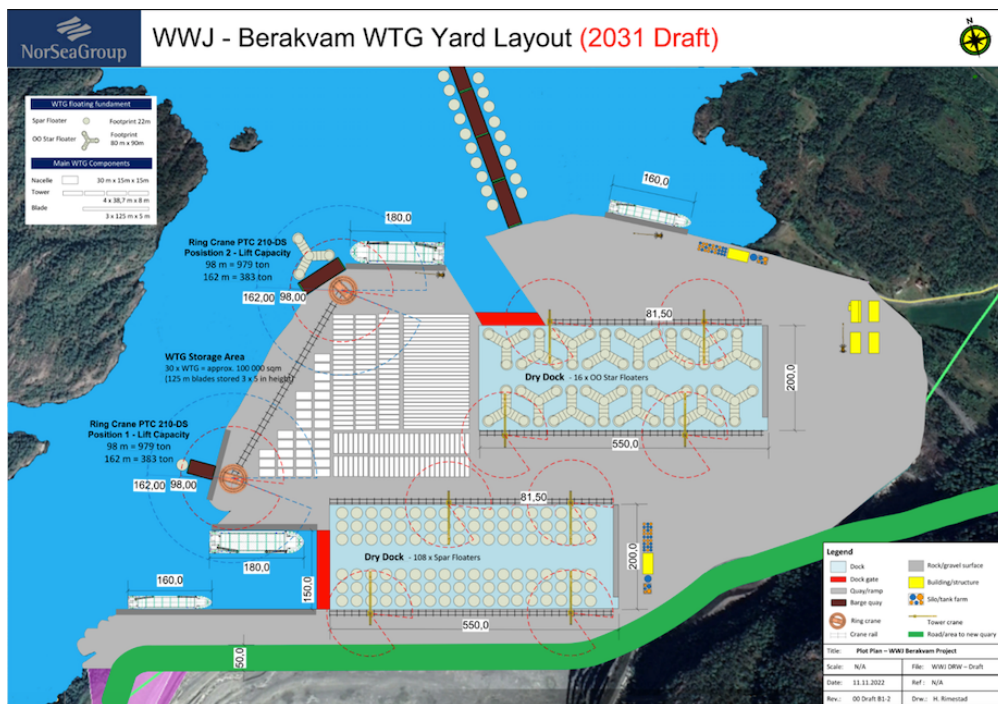 NorSeaGroup
WWJ - Berakvam WTG Yard Layout (2031 Draft)
N
WTG floating fundament
Spar Floater Footprint 22m
OO Star Floater Footprint
80 m x 90m
Main WTG Components
Nacelle 30 m x 15m x 15m
Tower
4 x 38,7 m x 8 m
Blade
3 x 125 m x 5 m
160,0
180,0
Ring Crane PTC 210-DS
Posistion 2 - Lift Capacity
98 m = 979 ton
162 m = 383 ton
162,00 98,00
81,50
WTG Storage Area
30 x WTG = approx. 100 000 sqm
(125 m blades stored 3 x 5 in height)
Dry Dock - 16 x OO Star Floaters
200,0
550,0
Ring Crane PTC 210-DS
Position 1 - Lift Capacity
98 m = 979 ton
162 m = 383 ton
162,00 98,00
81,50
Dry Dock - 108 x Spar Floaters
200,0
180,0
150,0
160,0
550,0
50,0
Legend
Dock
Dock gate
Quay/ramp
Barge quay
Ring crane
Crane rail
Rock/gravel surface
Building/structure
Silo/tank farm
Tower crane
Road/area to new quary
Title: Plot Plan – WWJ Berakvam Project
Scale: N/A File: WWJ DRW – Draft
Date: 11.11.2022 Ref : N/A
Rev.: 00 Draft B1-2 Drw.: H. Rimestad